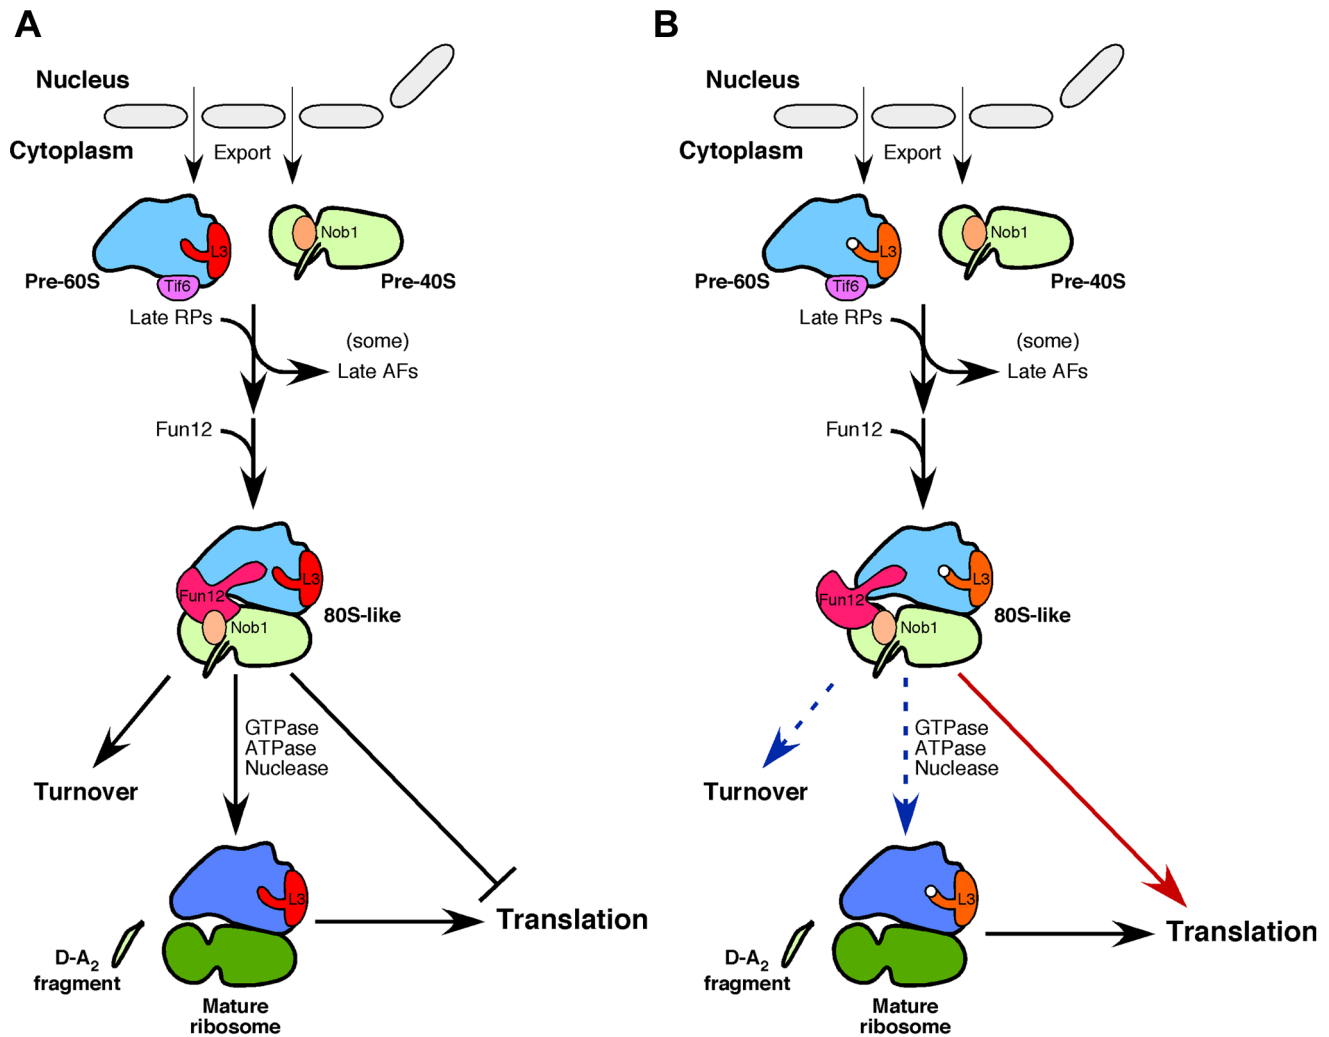 A
Nucleus
Cytoplasm
Export
L3
Nob1
Pre-60S
Tif6
Pre-40S
Late RPs
(some)
Late AFs
Fun12
L3
Fun12
80S-like
Nob1
GTPase
ATPase
Nuclease
Turnover
L3
Translation
D-A2
fragment
Mature
ribosome
B
Nucleus
Cytoplasm
Export
L3
Nob1
Pre-60S
Tif6
Pre-40S
Late RPs
(some)
Late AFs
Fun12
L3
Fun12
80S-like
Nob1
GTPase
ATPase
Nuclease
Turnover
L3
Translation
D-A2
fragment
Mature
ribosome